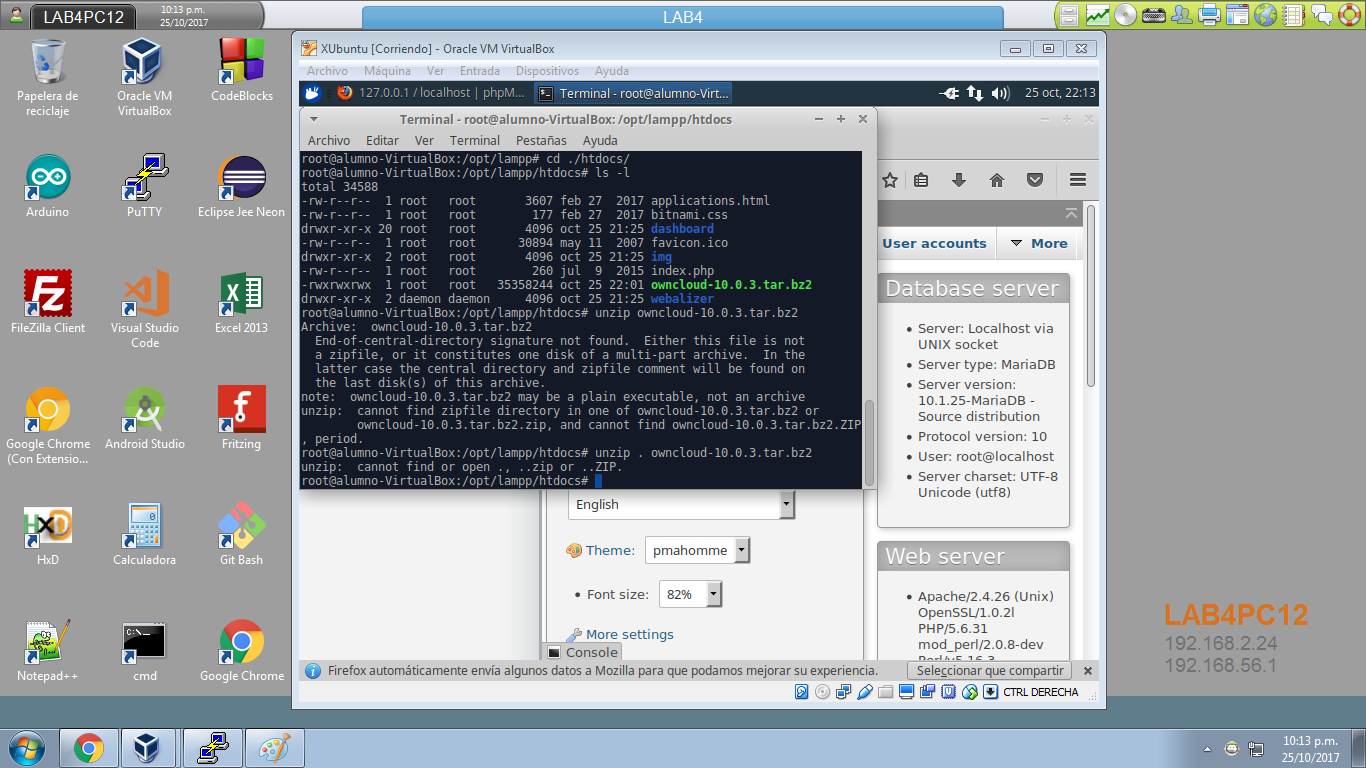 LAB4PC12
10:13 p.m.
25/10/2017
LAB4
Papelera de
reciclaje
Oracle VM
VirtualBox
CodeBlocks
Arduino
PuTTY
Eclipse Jee Neon
FileZilla Client
Visual Studio
Code
Excel 2013
Google Chrome
(Con Extensio...
Android Studio
Fritzing
HxD
Calculadora
Git Bash
Notepad++
cmd
Google Chrome
XUbuntu [Corriendo] - Oracle VM VirtualBox
Archivo Máquina Ver Entrada Dispositivos Ayuda
127.0.0.1 / localhost | phpM...
Terminal - root@alumno-Virt...
25 oct, 22:13
Terminal - root@alumno-VirtualBox: /opt/lampp/htdocs
Archivo Editar Ver Terminal Pestañas Ayuda
root@alumno-VirtualBox:/opt/lampp# cd ./htdocs/
root@alumno-VirtualBox:/opt/lampp/htdocs# ls -l
total 34588
-rw-r--r-- 1 root root 3607 feb 27 2017 applications.html
-rw-r--r-- 1 root root 177 feb 27 2017 bitnami.css
drwxr-xr-x 20 root root 4096 oct 25 21:25 dashboard
-rw-r--r-- 1 root root 30894 may 11 2007 favicon.ico
drwxr-xr-x 2 root root 4096 oct 25 21:25 img
-rw-r--r-- 1 root root 260 jul 9 2015 index.php
-rwxrwxrwx 1 root root 35358244 oct 25 22:01 owncloud-10.0.3.tar.bz2
drwxr-xr-x 2 daemon daemon 4096 oct 25 21:25 webalizer
root@alumno-VirtualBox:/opt/lampp/htdocs# unzip owncloud-10.0.3.tar.bz2
Archive: owncloud-10.0.3.tar.bz2
End-of-central-directory signature not found. Either this file is not
a zipfile, or it constitutes one disk of a multi-part archive. In the
latter case the central directory and zipfile comment will be found on
the last disk(s) of this archive.
note: owncloud-10.0.3.tar.bz2 may be a plain executable, not an archive
unzip: cannot find zipfile directory in one of owncloud-10.0.3.tar.bz2 or
owncloud-10.0.3.tar.bz2.zip, and cannot find owncloud-10.0.3.tar.bz2.ZIP
, period.
root@alumno-VirtualBox:/opt/lampp/htdocs# unzip . owncloud-10.0.3.tar.bz2
unzip: cannot find or open ., ..zip or ..ZIP.
root@alumno-VirtualBox:/opt/lampp/htdocs#
User accounts
More
Database server
Server: Localhost via
UNIX socket
Server type: MariaDB
Server version:
10.1.25-MariaDB -
Source distribution
Protocol version: 10
User: root@localhost
Server charset: UTF-8
Unicode (utf8)
Web server
Apache/2.4.26 (Unix)
OpenSSL/1.0.2l
PHP/5.6.31
mod_perl/2.0.8-dev
English
Theme: pmahomme
Font size: 82%
More settings
Console
Firefox automáticamente envía algunos datos a Mozilla para que podamos mejorar su experiencia.
Seleccionar que compartir
CTRL DERECHA
LAB4PC12
192.168.2.24
192.168.56.1
10:13 p.m.
25/10/2017